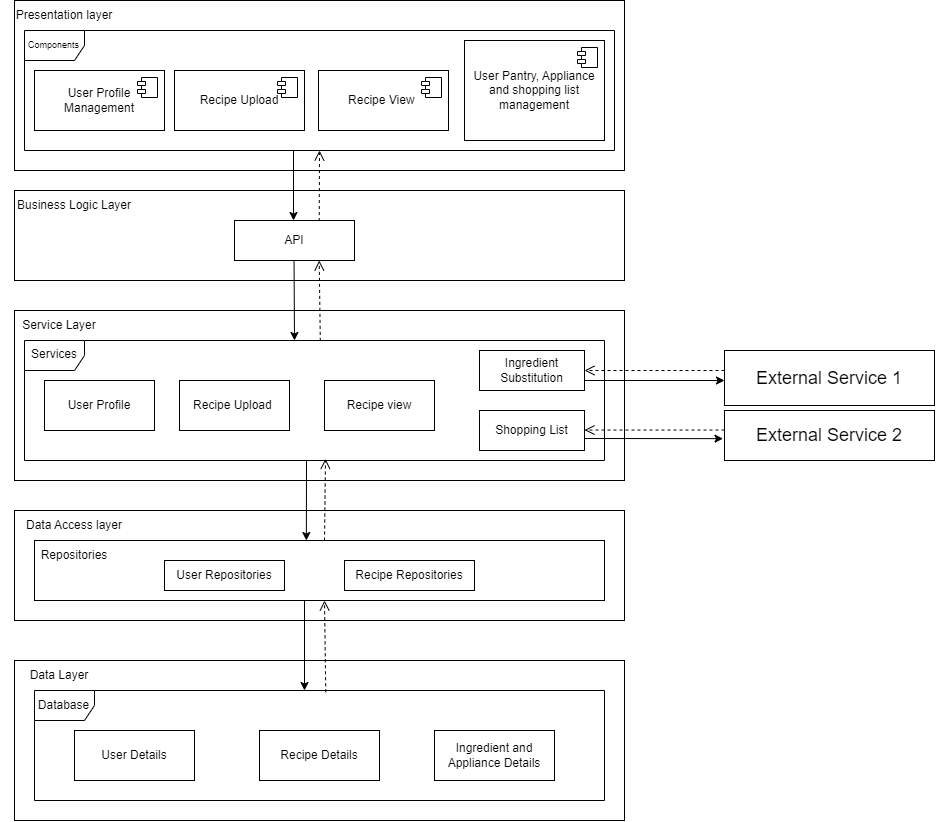 Presentation layer
Components
User Profile
Management
Recipe Upload
Recipe View
User Pantry, Appliance
and shopping list
management
Business Logic Layer
API
Service Layer
Services
User Profile
Recipe Upload
Recipe view
Ingredient
Substitution
Shopping List
External Service 1
External Service 2
Data Access layer
Repositories
User Repositories
Recipe Repositories
Data Layer
Database
User Details
Recipe Details
Ingredient and
Appliance Details